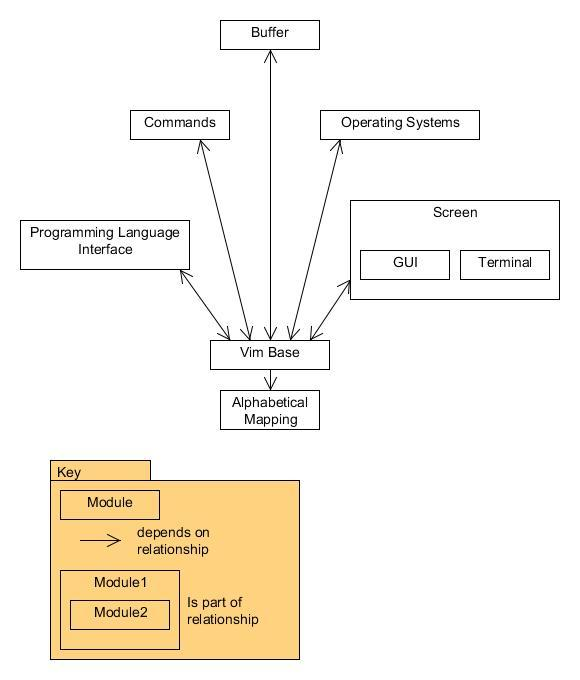 Buffer
Commands
Operating Systems
Programming Language
Interface
Screen
GUI
Terminal
Vim Base
Alphabetical
Mapping
Key
Module
depends on
relationship
Module1
Module2
Is part of
relationship